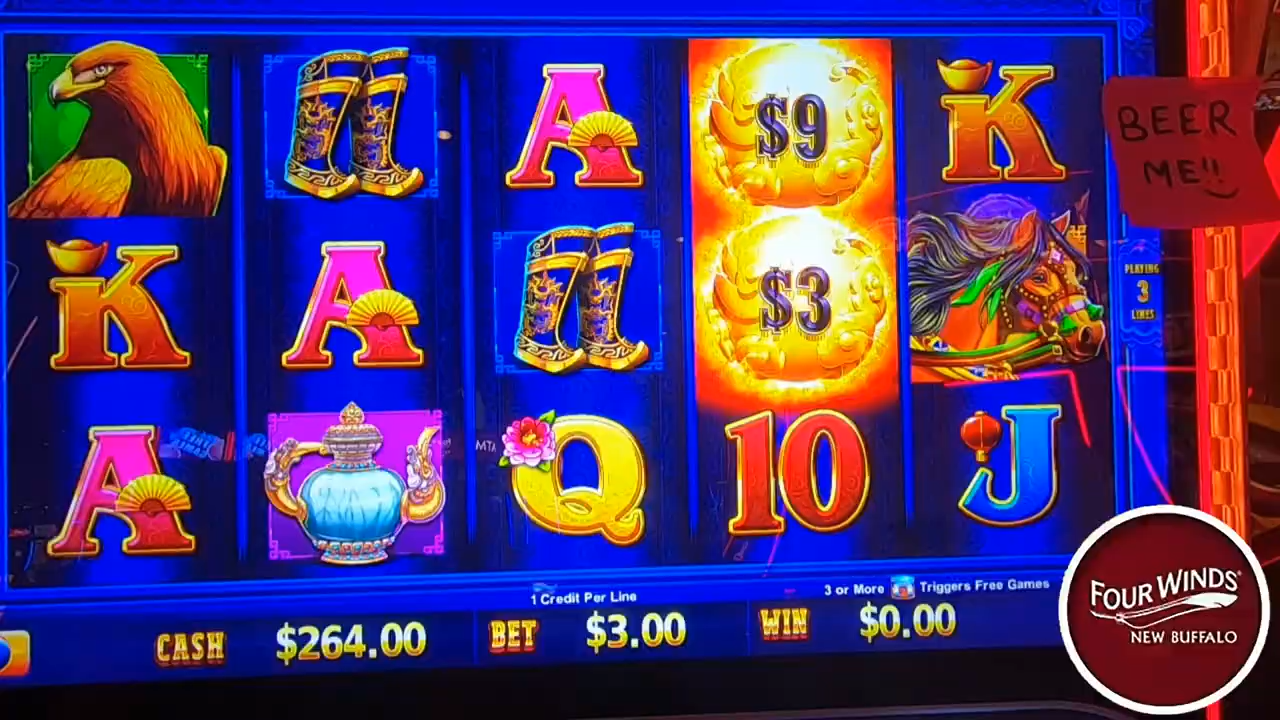 A
$9
K
BEER
ME!!
K
A
$3
PLAYING
3
LINES
A
Q
10
J
1 Credit Per Line
3 or More Triggers Free Games
CASH $264.00 BET $3.00 WIN $0.00
FOUR WINDS®
NEW BUFFALO